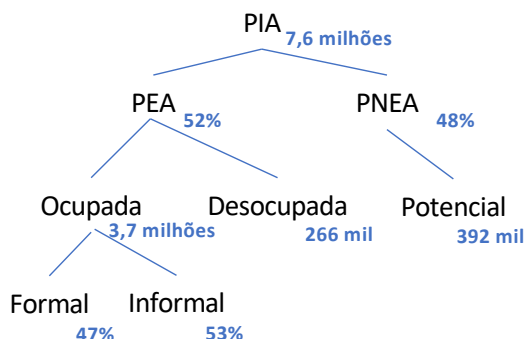 PIA
7,6 milhões
PEA
52%
PNEA
48%
Ocupada
3,7 milhões
Desocupada
266 mil
Potencial
392 mil
Formal
47%
Informal
53%